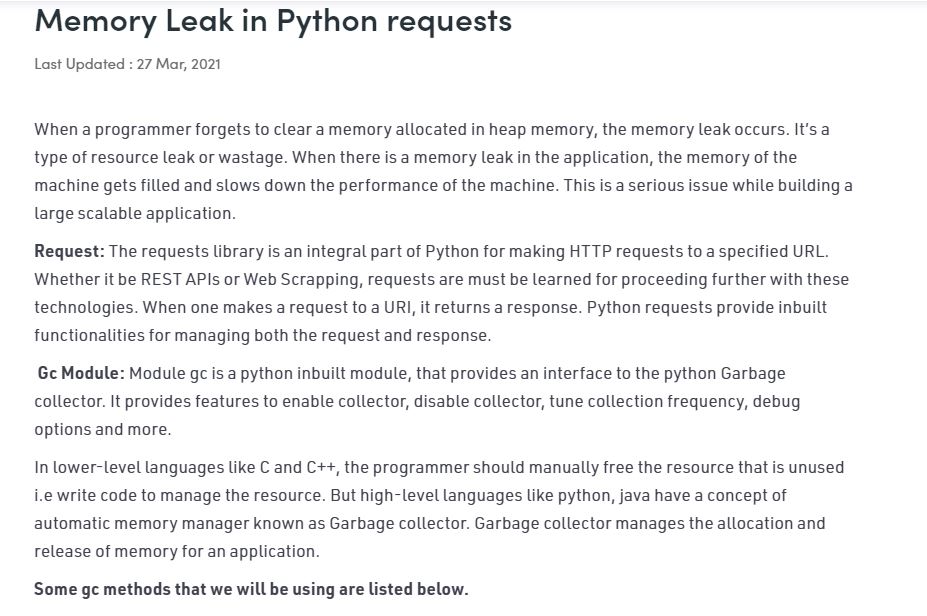 Memory Leak in Python requests
Last Updated : 27 Mar, 2021
When a programmer forgets to clear a memory allocated in heap memory, the memory leak occurs. It's a
type of resource leak or wastage. When there is a memory leak in the application, the memory of the
machine gets filled and slows down the performance of the machine. This is a serious issue while building a
large scalable application.
Request: The requests library is an integral part of Python for making HTTP requests to a specified URL.
Whether it be REST APIs or Web Scrapping, requests are must be learned for proceeding further with these
technologies. When one makes a request to a URI, it returns a response. Python requests provide inbuilt
functionalities for managing both the request and response.
Gc Module: Module gc is a python inbuilt module, that provides an interface to the python Garbage
collector. It provides features to enable collector, disable collector, tune collection frequency, debug
options and more.
In lower-level languages like C and C++, the programmer should manually free the resource that is unused
i.e write code to manage the resource. But high-level languages like python, java have a concept of
automatic memory manager known as Garbage collector. Garbage collector manages the allocation and
release of memory for an application.
Some gc methods that we will be using are listed below.